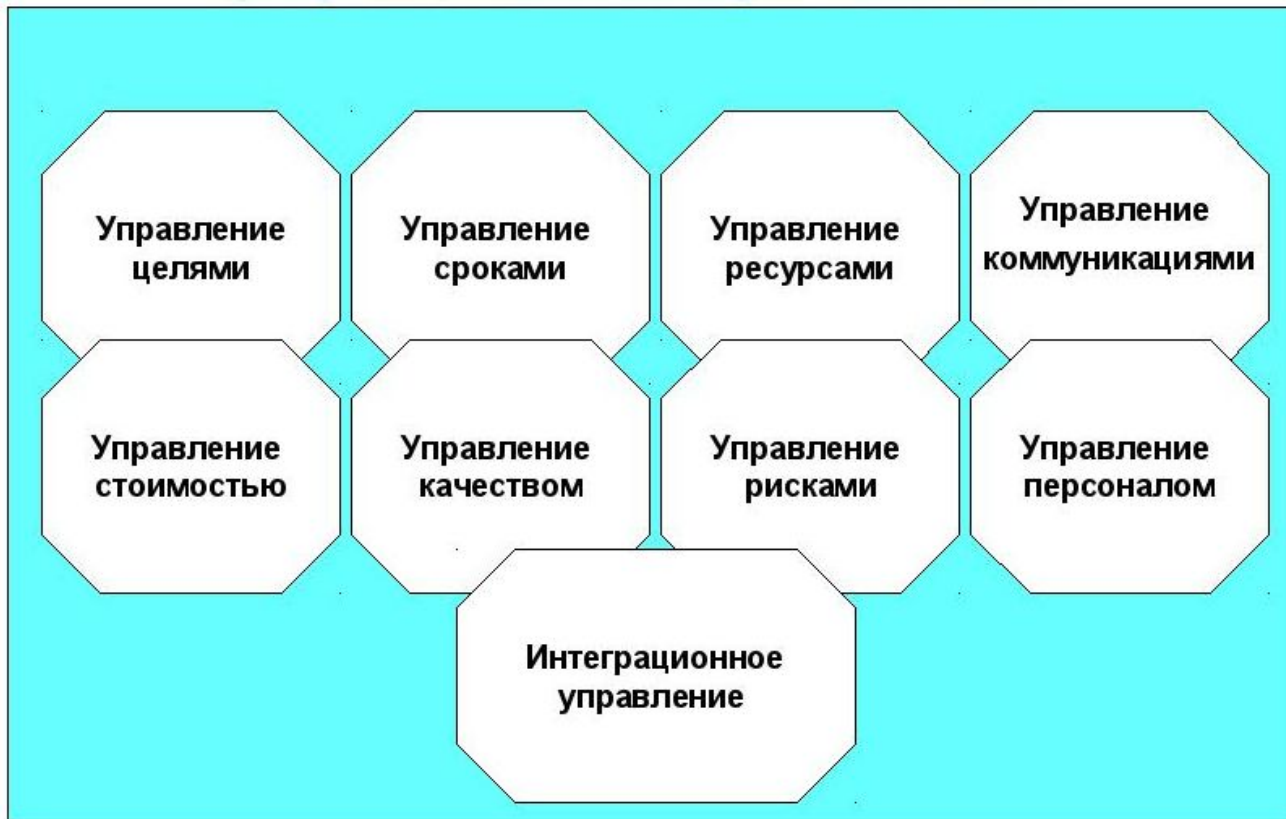 Управление
целями
Управление
сроками
Управление
ресурсами
Управление
коммуникациями
Управление
стоимостью
Управление
качеством
Управление
рисками
Управление
персоналом
Интеграционное
управление